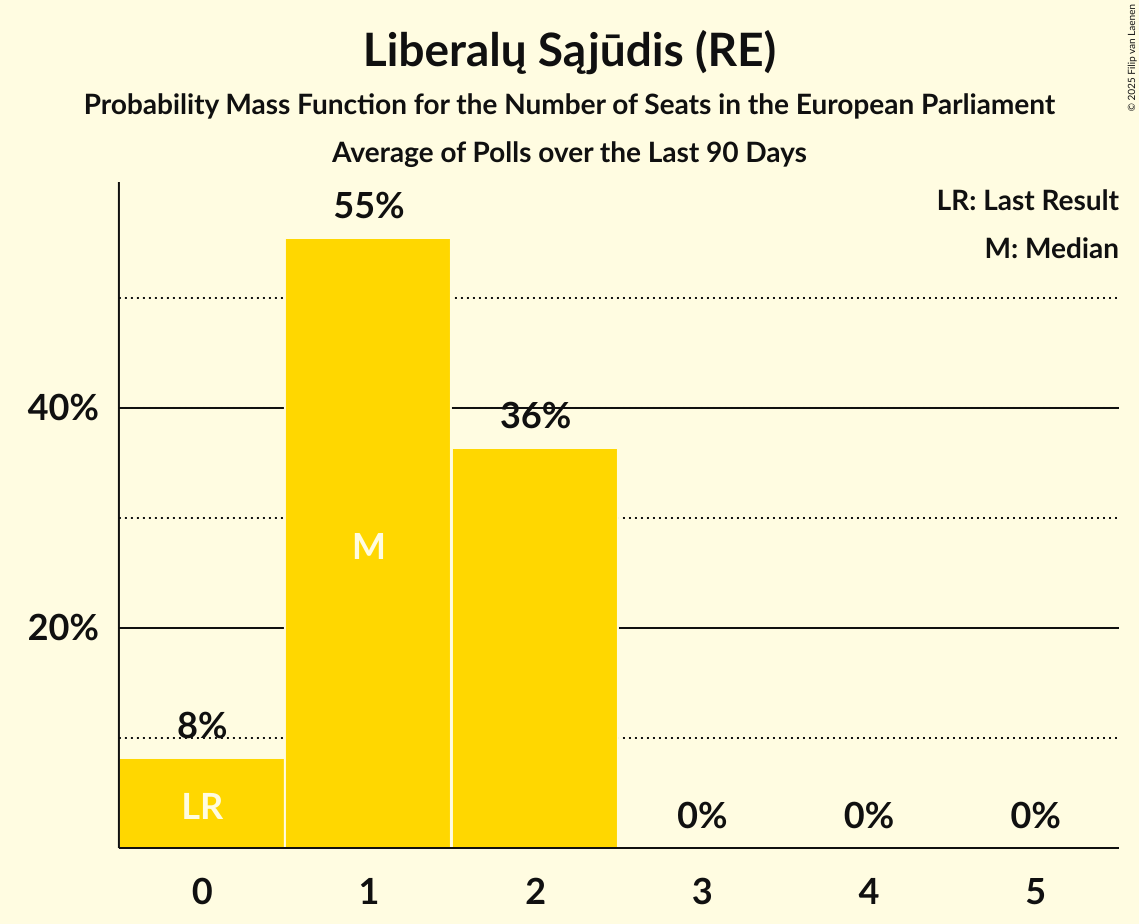 Liberalų Sąjūdis (RE)
Probability Mass Function for the Number of Seats in the European Parliament
Average of Polls over the Last 90 Days
© 2025 Filip van Laenen
LR: Last Result
M: Median
55%
40%
36%
M
20%
8%
LR
0%
0%
0%
0
1
2
3
4
5